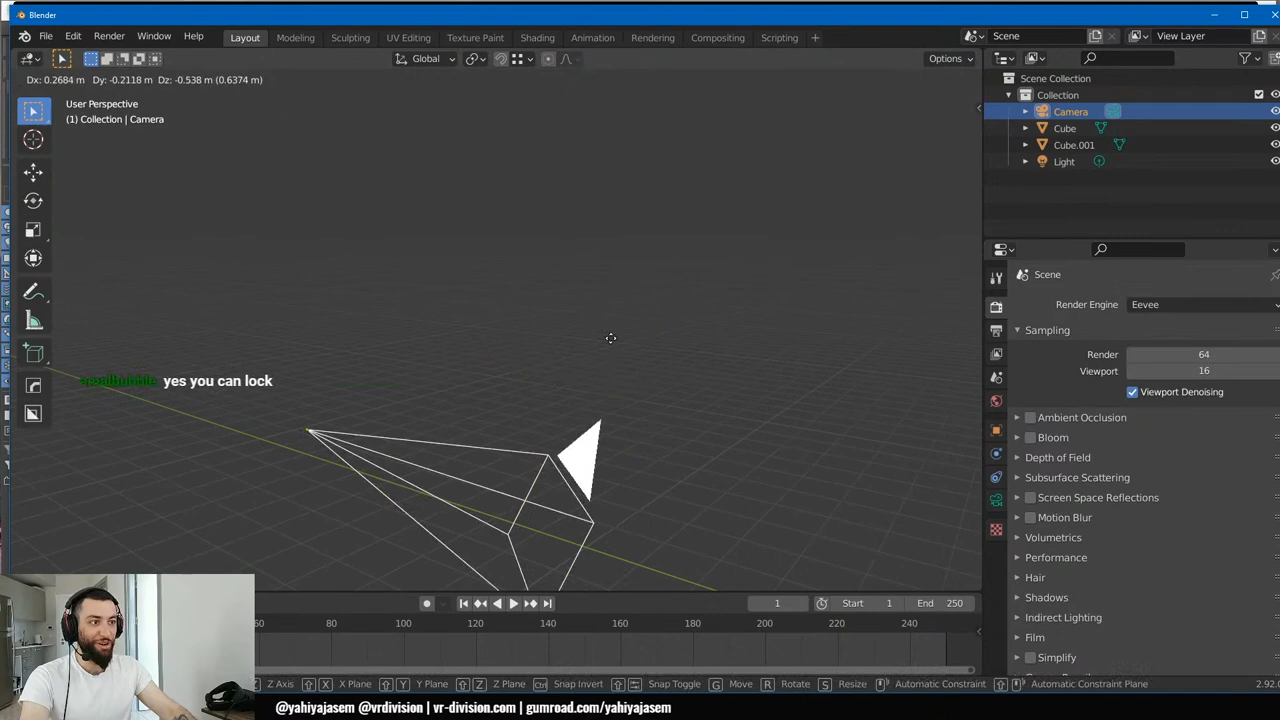 Blender
File Edit Render Window Help
Layout Modeling Sculpting UV Editing Texture Paint Shading Animation Rendering Compositing Scripting +
Scene
View Layer
Global
Options
Dx: 0.2684 m Dy: -0.2118 m Dz: -0.538 m (0.6374 m)
User Perspective
(1) Collection | Camera
Scene Collection
Collection
Camera
Cube
Cube.001
Light
Scene
Render Engine Eevee
Sampling
Render 64
Viewport 16
Viewport Denoising
Ambient Occlusion
Bloom
Depth of Field
Subsurface Scattering
Screen Space Reflections
Motion Blur
Volumetrics
Performance
Hair
Shadows
Indirect Lighting
Film
Simplify
yes you can lock
1 Start 1 End 250
60 80 100 120 140 160 180 200 220 240
Z Axis X X Plane Y Y Plane Z Z Plane Ctrl Snap Invert Snap Toggle G Move R Rotate S Resize Automatic Constraint Automatic Constraint Plane 2.92.0
@yahiyajasem @vrdivision | vr-division.com | gumroad.com/yahiyajasem